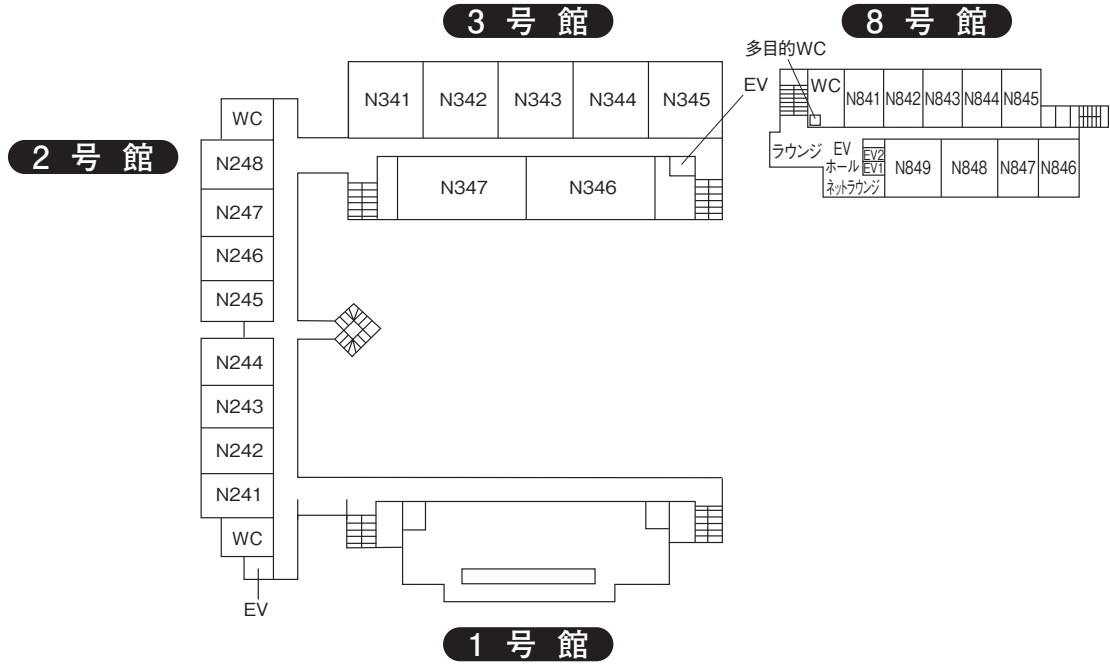 3 号 館
8 号 館
多目的WC
EV
WC
N341 N342 N343 N344 N345
N841 N842 N843 N844 N845
WC
2 号 館
N248
N347 N346
ラウンジ
EV
ホール
ネットラウンジ
EV2
EV1
N849 N848 N847 N846
N247
N246
N245
N244
N243
N242
N241
WC
EV
1 号 館